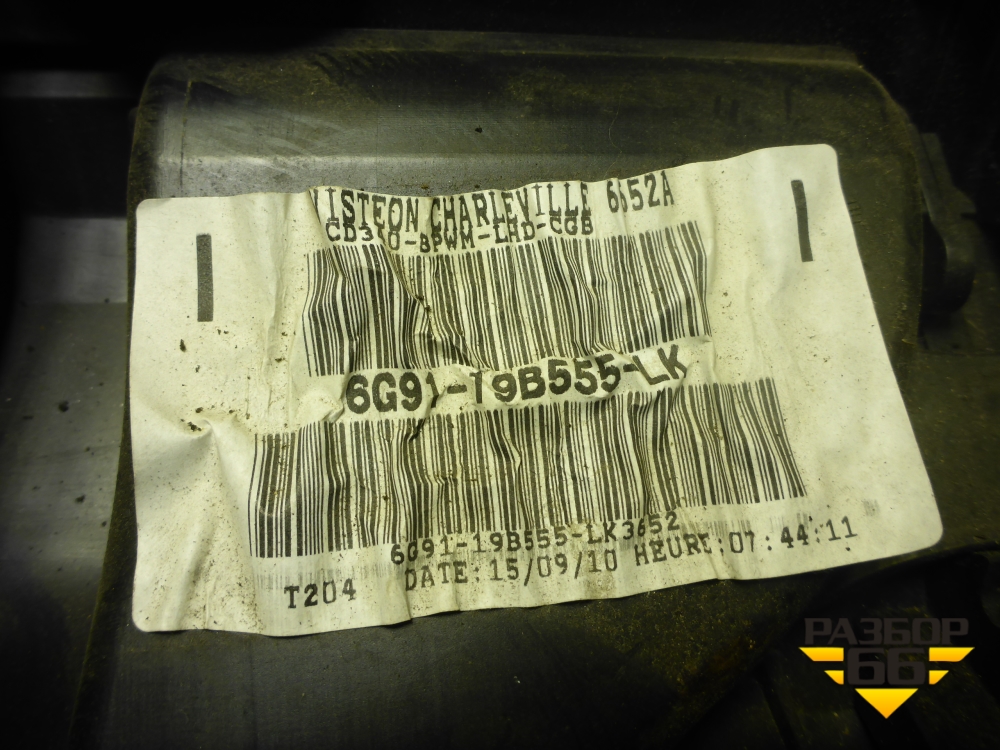 VISTEON CHARLEVILLE 6652A
CD340-BPWM-LHD-CGB
6G91-19B555-LK
6G91-19B555-LK3652
T204 DATE:15/09/10 HEURE:07:44:11
РАЗБОР
66